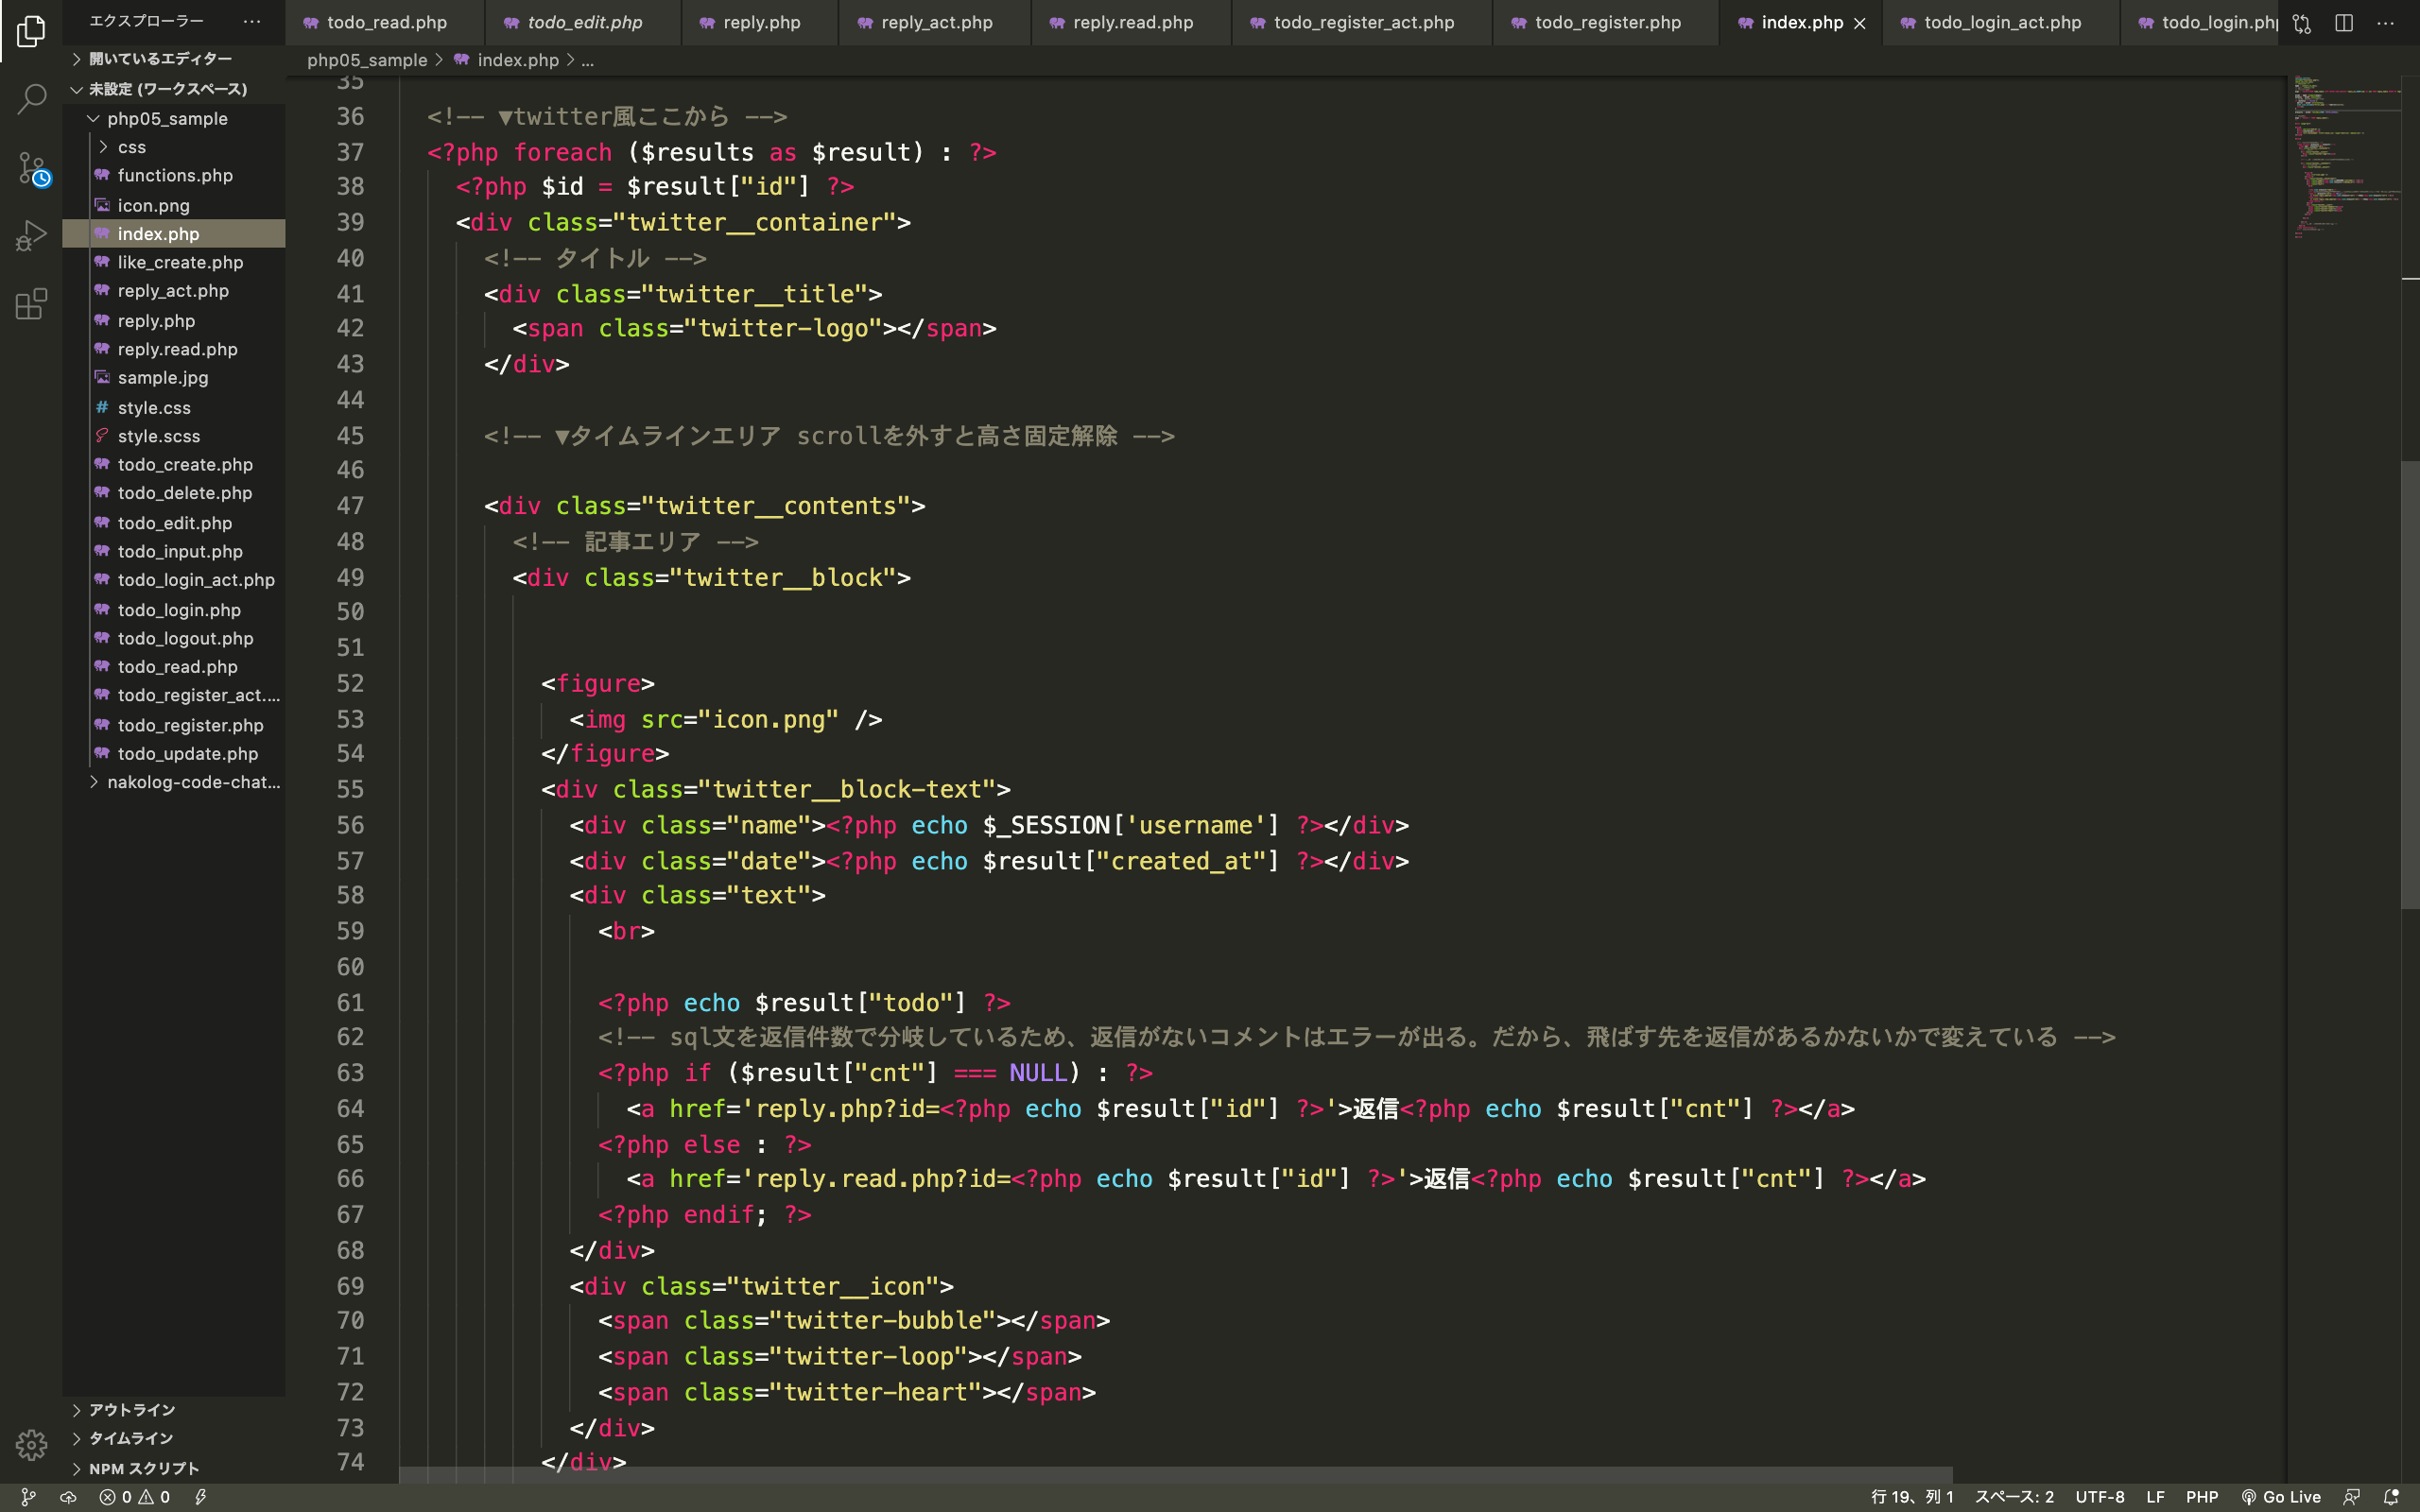 エクスプローラー
todo_read.php
todo_edit.php
reply.php
reply_act.php
reply.read.php
todo_register_act.php
todo_register.php
index.php
todo_login_act.php
todo_login.php
開いているエディター
未設定 (ワークスペース)
php05_sample
css
functions.php
icon.png
index.php
like_create.php
reply_act.php
reply.php
reply.read.php
sample.jpg
style.css
style.scss
todo_create.php
todo_delete.php
todo_edit.php
todo_input.php
todo_login_act.php
todo_login.php
todo_logout.php
todo_read.php
todo_register_act....
todo_register.php
todo_update.php
nakolog-code-chat...
アウトライン
タイムライン
NPM スクリプト
php05_sample > index.php > ...
35
36 <!-- ▼twitter風ここから -->
37 <?php foreach ($results as $result) : ?>
38 <?php $id = $result["id"] ?>
39 <div class="twitter__container">
40 <!-- タイトル -->
41 <div class="twitter__title">
42 <span class="twitter-logo"></span>
43 </div>
44
45 <!-- ▼タイムラインエリア scrollを外すと高さ固定解除 -->
46
47 <div class="twitter__contents">
48 <!-- 記事エリア -->
49 <div class="twitter__block">
50
51
52 <figure>
53 <img src="icon.png" />
54 </figure>
55 <div class="twitter__block-text">
56 <div class="name"><?php echo $_SESSION['username'] ?></div>
57 <div class="date"><?php echo $result["created_at"] ?></div>
58 <div class="text">
59 <br>
60
61 <?php echo $result["todo"] ?>
62 <!-- sql文を返信件数で分岐しているため、返信がないコメントはエラーが出る。だから、飛ばす先を返信があるかないかで変えている -->
63 <?php if ($result["cnt"] === NULL) : ?>
64 <a href='reply.php?id=<?php echo $result["id"] ?>'>返信<?php echo $result["cnt"] ?></a>
65 <?php else : ?>
66 <a href='reply.read.php?id=<?php echo $result["id"] ?>'>返信<?php echo $result["cnt"] ?></a>
67 <?php endif; ?>
68 </div>
69 <div class="twitter__icon">
70 <span class="twitter-bubble"></span>
71 <span class="twitter-loop"></span>
72 <span class="twitter-heart"></span>
73 </div>
74 </div>
0 0
行 19、列 1 スペース: 2 UTF-8 LF PHP Go Live